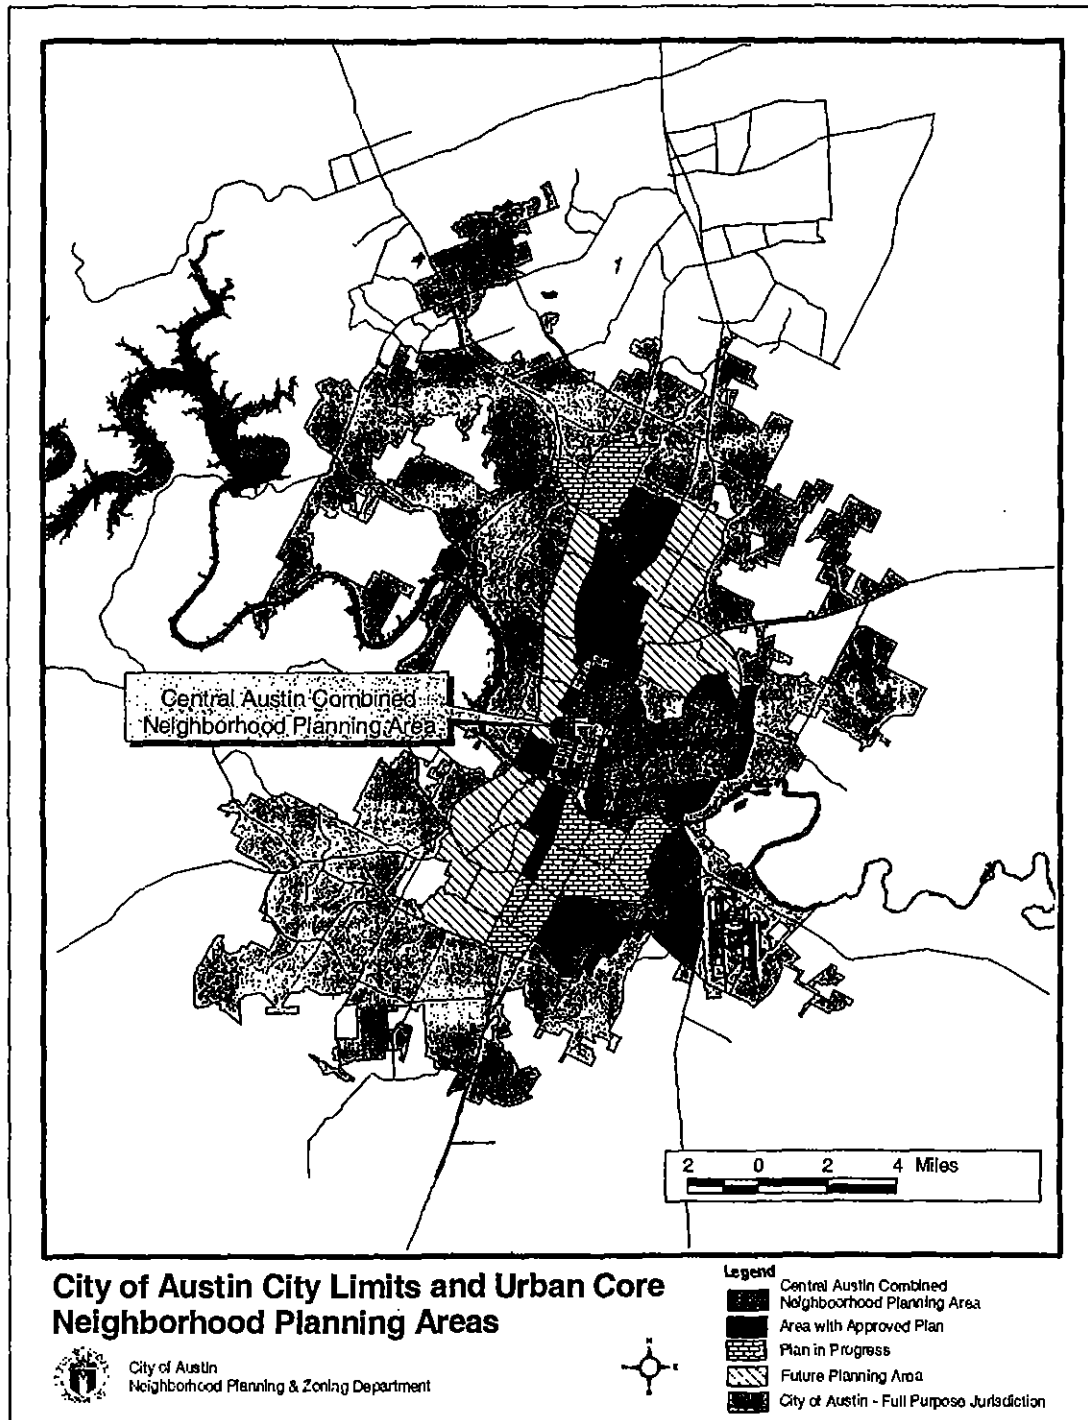 Central Austin Combined
Neighborhood Planning Area
2 0 2 4 Miles
City of Austin City Limits and Urban Core
Neighborhood Planning Areas
City of Austin
Neighborhood Planning & Zoning Department
N
E
S
Legend
Central Austin Combined
Neighboorhood Planning Area
Area with Approved Plan
Plan in Progress
Future Planning Area
City of Austin - Full Purpose Jurisdiction